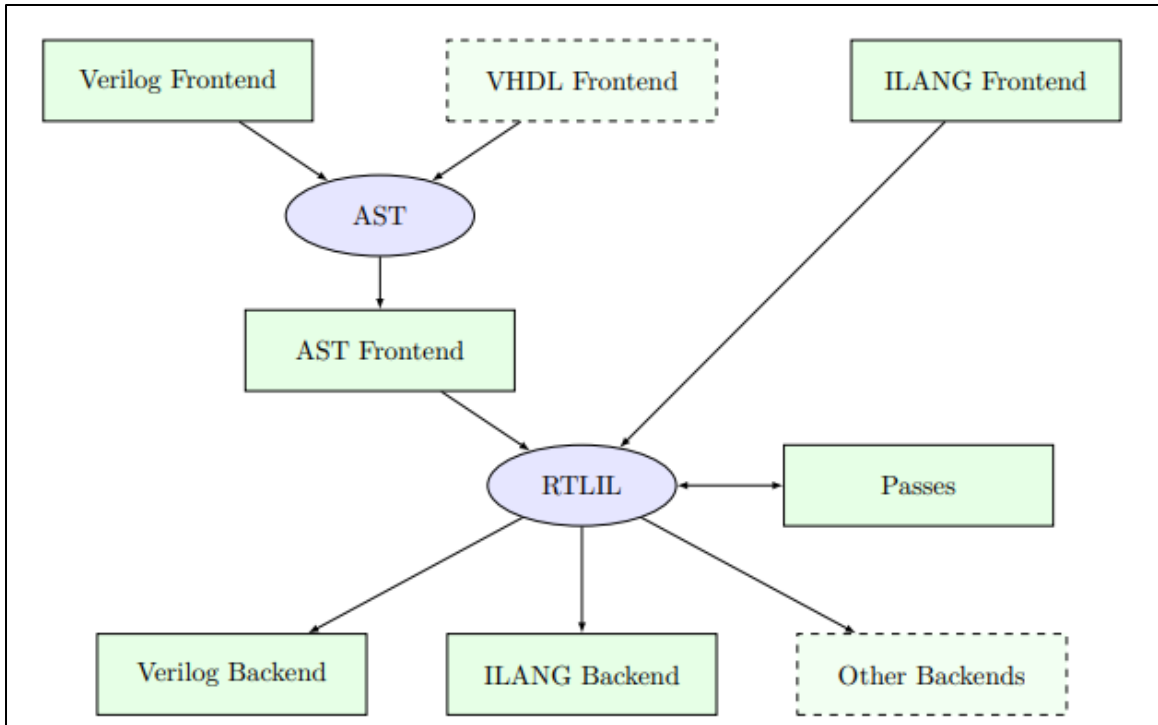 Verilog Frontend
VHDL Frontend
ILANG Frontend
AST
AST Frontend
RTLIL
Passes
Verilog Backend
ILANG Backend
Other Backends